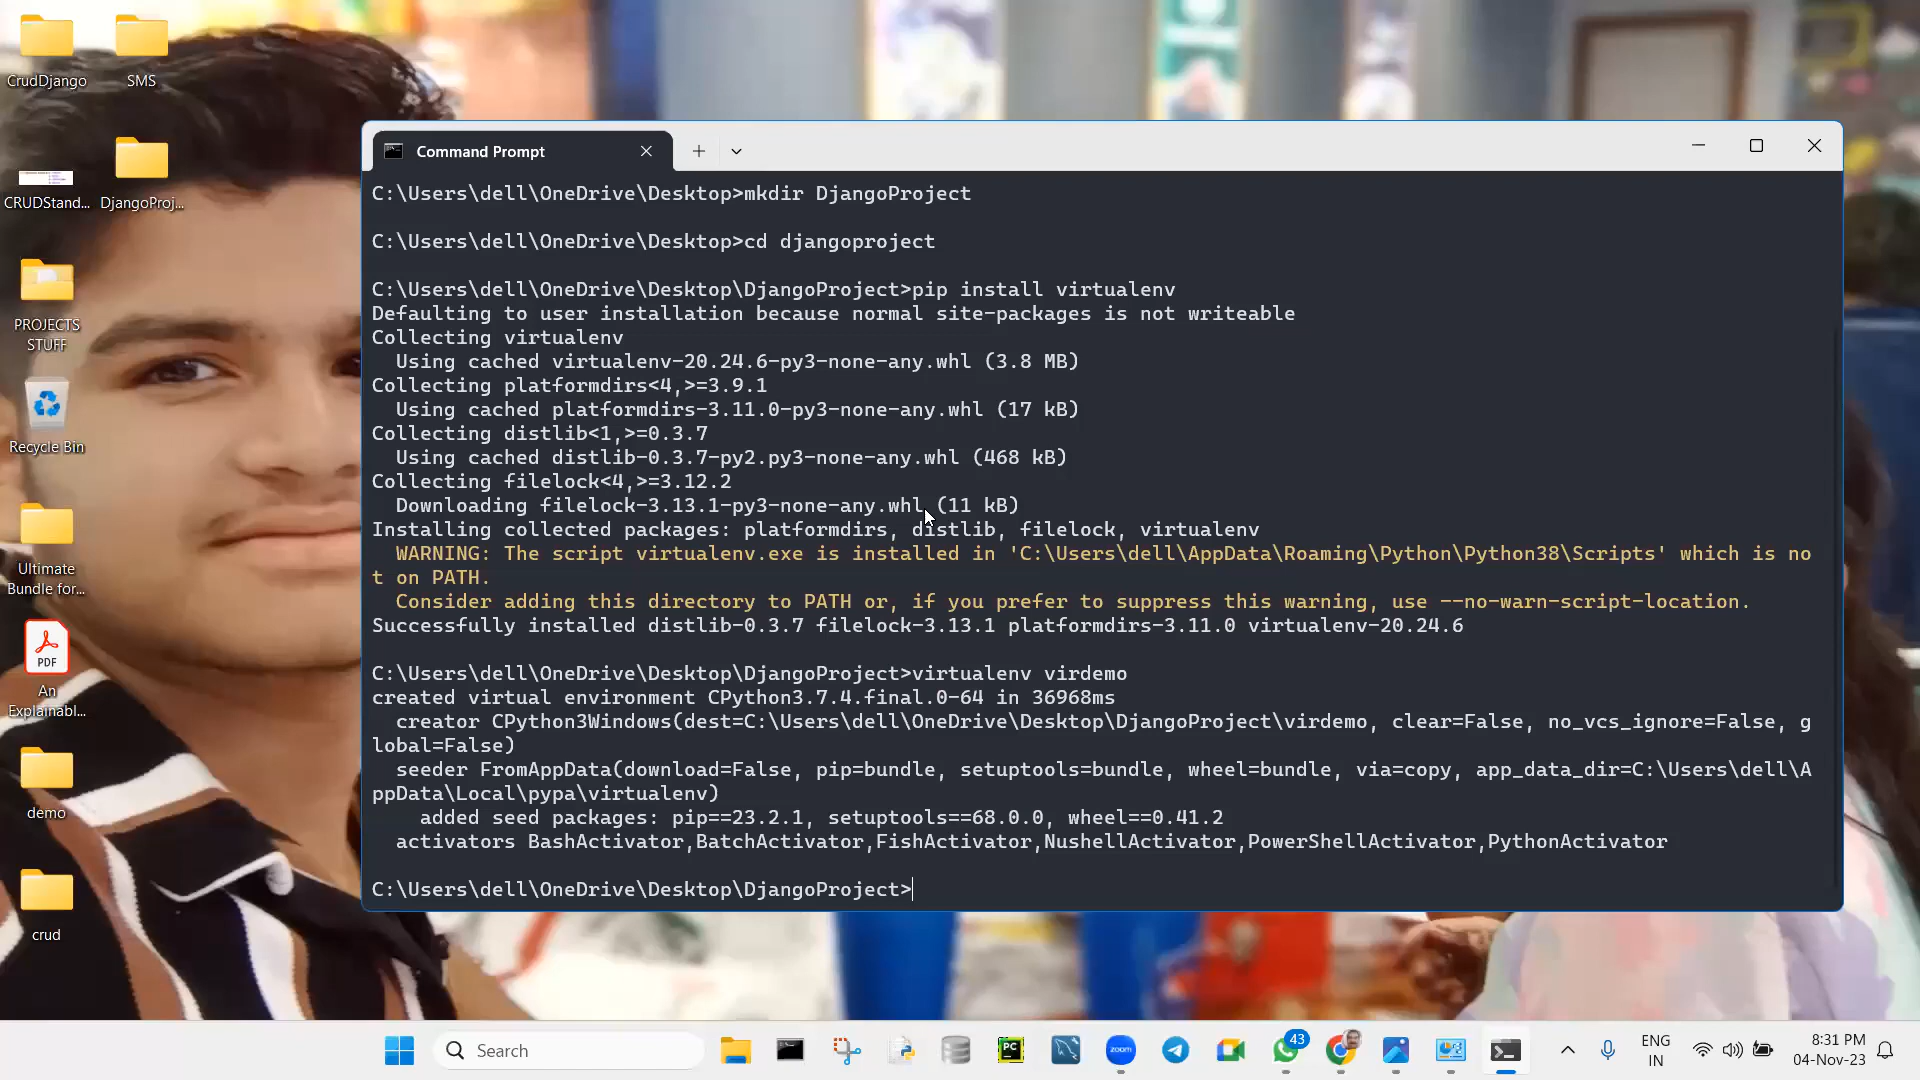 CrudDjango
SMS
CRUDStand...
DjangoProj...
PROJECTS
STUFF
Recycle Bin
Ultimate
Bundle for...
PDF
An
Explainabl...
demo
crud
Command Prompt
C:\Users\dell\OneDrive\Desktop>mkdir DjangoProject
C:\Users\dell\OneDrive\Desktop>cd djangoproject
C:\Users\dell\OneDrive\Desktop\DjangoProject>pip install virtualenv
Defaulting to user installation because normal site-packages is not writeable
Collecting virtualenv
Using cached virtualenv-20.24.6-py3-none-any.whl (3.8 MB)
Collecting platformdirs<4,>=3.9.1
Using cached platformdirs-3.11.0-py3-none-any.whl (17 kB)
Collecting distlib<1,>=0.3.7
Using cached distlib-0.3.7-py2.py3-none-any.whl (468 kB)
Collecting filelock<4,>=3.12.2
Downloading filelock-3.13.1-py3-none-any.whl (11 kB)
Installing collected packages: platformdirs, distlib, filelock, virtualenv
WARNING: The script virtualenv.exe is installed in 'C:\Users\dell\AppData\Roaming\Python\Python38\Scripts' which is no
t on PATH.
Consider adding this directory to PATH or, if you prefer to suppress this warning, use --no-warn-script-location.
Successfully installed distlib-0.3.7 filelock-3.13.1 platformdirs-3.11.0 virtualenv-20.24.6
C:\Users\dell\OneDrive\Desktop\DjangoProject>virtualenv virdemo
created virtual environment CPython3.7.4.final.0-64 in 36968ms
creator CPython3Windows(dest=C:\Users\dell\OneDrive\Desktop\DjangoProject\virdemo, clear=False, no_vcs_ignore=False, g
lobal=False)
seeder FromAppData(download=False, pip=bundle, setuptools=bundle, wheel=bundle, via=copy, app_data_dir=C:\Users\dell\A
ppData\Local\pypa\virtualenv)
added seed packages: pip==23.2.1, setuptools==68.0.0, wheel==0.41.2
activators BashActivator,BatchActivator,FishActivator,NushellActivator,PowerShellActivator,PythonActivator
C:\Users\dell\OneDrive\Desktop\DjangoProject>
Search
PC
zoom
43
ENG
IN
8:31 PM
04-Nov-23